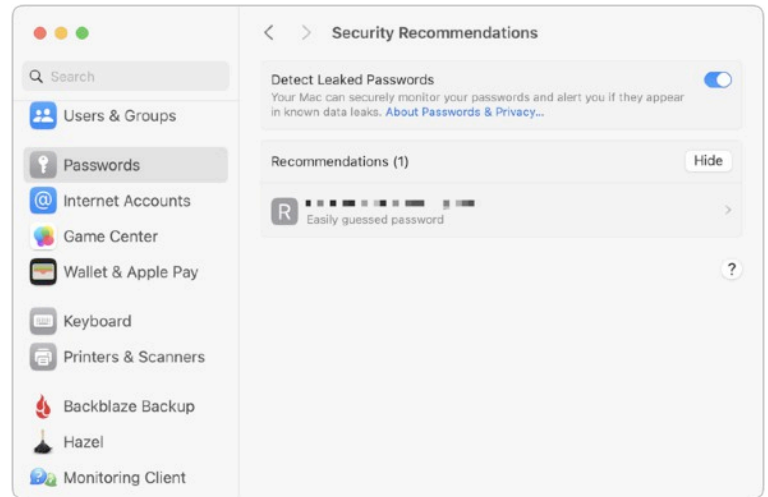 Security Recommendations
Search
Users & Groups
Passwords
Internet Accounts
Game Center
Wallet & Apple Pay
Keyboard
Printers & Scanners
Backblaze Backup
Hazel
Monitoring Client
Detect Leaked Passwords
Your Mac can securely monitor your passwords and alert you if they appear
in known data leaks. About Passwords & Privacy...
Recommendations (1)
Hide
R
Easily guessed password
?